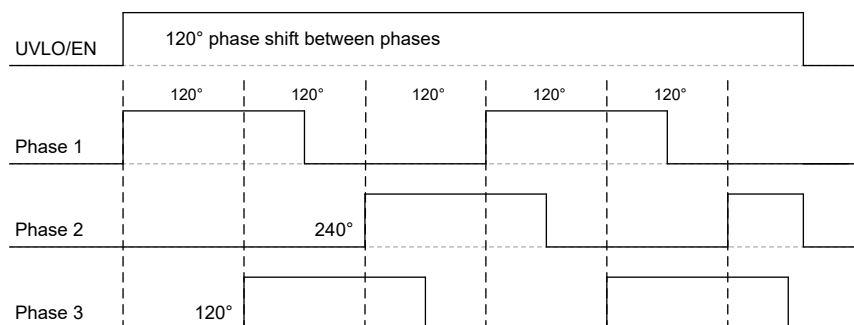 UVLO/EN 120° phase shift between phases
120° 120° 120° 120° 120°
Phase 1
Phase 2 240°
Phase 3 120°